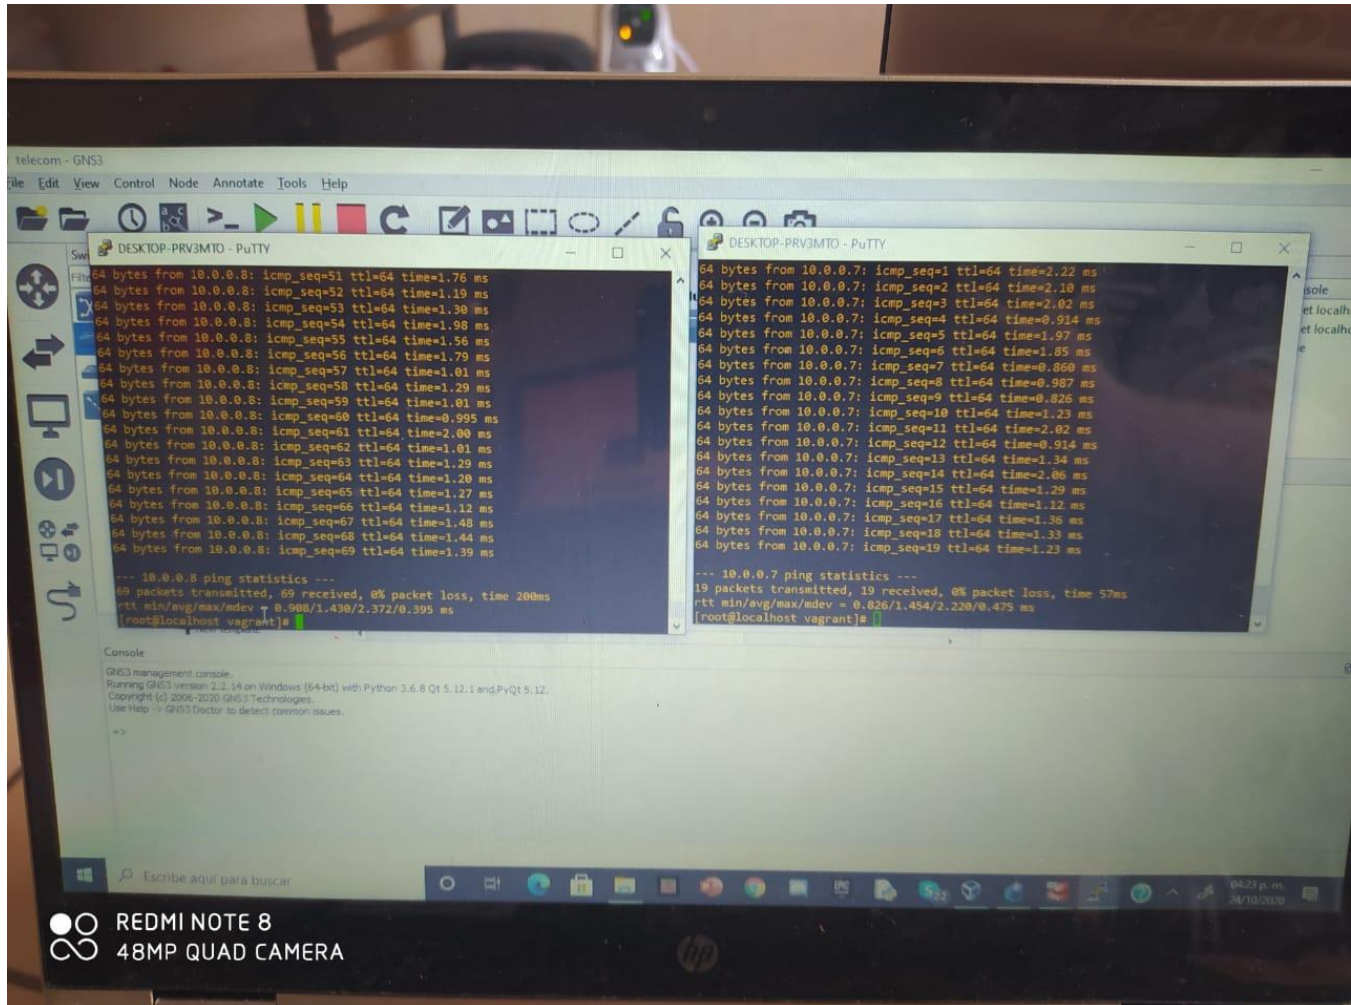 lenovo
telecom - GNS3
File Edit View Control Node Annotate Tools Help
DESKTOP-PRV3MTO - PuTTY
64 bytes from 10.0.0.8: icmp_seq=51 ttl=64 time=1.76 ms
64 bytes from 10.0.0.8: icmp_seq=52 ttl=64 time=1.19 ms
64 bytes from 10.0.0.8: icmp_seq=53 ttl=64 time=1.30 ms
64 bytes from 10.0.0.8: icmp_seq=54 ttl=64 time=1.98 ms
64 bytes from 10.0.0.8: icmp_seq=55 ttl=64 time=1.56 ms
64 bytes from 10.0.0.8: icmp_seq=56 ttl=64 time=1.79 ms
64 bytes from 10.0.0.8: icmp_seq=57 ttl=64 time=1.01 ms
64 bytes from 10.0.0.8: icmp_seq=58 ttl=64 time=1.29 ms
64 bytes from 10.0.0.8: icmp_seq=59 ttl=64 time=1.01 ms
64 bytes from 10.0.0.8: icmp_seq=60 ttl=64 time=0.995 ms
64 bytes from 10.0.0.8: icmp_seq=61 ttl=64 time=2.00 ms
64 bytes from 10.0.0.8: icmp_seq=62 ttl=64 time=1.01 ms
64 bytes from 10.0.0.8: icmp_seq=63 ttl=64 time=1.29 ms
64 bytes from 10.0.0.8: icmp_seq=64 ttl=64 time=1.20 ms
64 bytes from 10.0.0.8: icmp_seq=65 ttl=64 time=1.27 ms
64 bytes from 10.0.0.8: icmp_seq=66 ttl=64 time=1.12 ms
64 bytes from 10.0.0.8: icmp_seq=67 ttl=64 time=1.48 ms
64 bytes from 10.0.0.8: icmp_seq=68 ttl=64 time=1.44 ms
64 bytes from 10.0.0.8: icmp_seq=69 ttl=64 time=1.39 ms
--- 10.0.0.8 ping statistics ---
69 packets transmitted, 69 received, 0% packet loss, time 200ms
rtt min/avg/max/mdev = 0.908/1.430/2.372/0.395 ms
[root@localhost vagrant]#
DESKTOP-PRV3MTO - PuTTY
64 bytes from 10.0.0.7: icmp_seq=1 ttl=64 time=2.22 ms
64 bytes from 10.0.0.7: icmp_seq=2 ttl=64 time=2.10 ms
64 bytes from 10.0.0.7: icmp_seq=3 ttl=64 time=2.02 ms
64 bytes from 10.0.0.7: icmp_seq=4 ttl=64 time=0.914 ms
64 bytes from 10.0.0.7: icmp_seq=5 ttl=64 time=1.97 ms
64 bytes from 10.0.0.7: icmp_seq=6 ttl=64 time=1.85 ms
64 bytes from 10.0.0.7: icmp_seq=7 ttl=64 time=0.860 ms
64 bytes from 10.0.0.7: icmp_seq=8 ttl=64 time=0.987 ms
64 bytes from 10.0.0.7: icmp_seq=9 ttl=64 time=0.826 ms
64 bytes from 10.0.0.7: icmp_seq=10 ttl=64 time=1.23 ms
64 bytes from 10.0.0.7: icmp_seq=11 ttl=64 time=2.02 ms
64 bytes from 10.0.0.7: icmp_seq=12 ttl=64 time=0.914 ms
64 bytes from 10.0.0.7: icmp_seq=13 ttl=64 time=1.34 ms
64 bytes from 10.0.0.7: icmp_seq=14 ttl=64 time=2.06 ms
64 bytes from 10.0.0.7: icmp_seq=15 ttl=64 time=1.29 ms
64 bytes from 10.0.0.7: icmp_seq=16 ttl=64 time=1.12 ms
64 bytes from 10.0.0.7: icmp_seq=17 ttl=64 time=1.36 ms
64 bytes from 10.0.0.7: icmp_seq=18 ttl=64 time=1.33 ms
64 bytes from 10.0.0.7: icmp_seq=19 ttl=64 time=1.23 ms
--- 10.0.0.7 ping statistics ---
19 packets transmitted, 19 received, 0% packet loss, time 57ms
rtt min/avg/max/mdev = 0.826/1.454/2.220/0.475 ms
[root@localhost vagrant]#
Console
GNS3 management console.
Running GNS3 version 2.2.14 on Windows (64-bit) with Python 3.6.8 Qt 5.12.1 and PyQt 5.12.
Copyright (c) 2006-2020 GNS3 Technologies.
Use Help -> GNS3 Doctor to detect common issues.
=>
Escribe aquí para buscar
04:23 p. m.
24/10/2020
REDMI NOTE 8
48MP QUAD CAMERA
hp